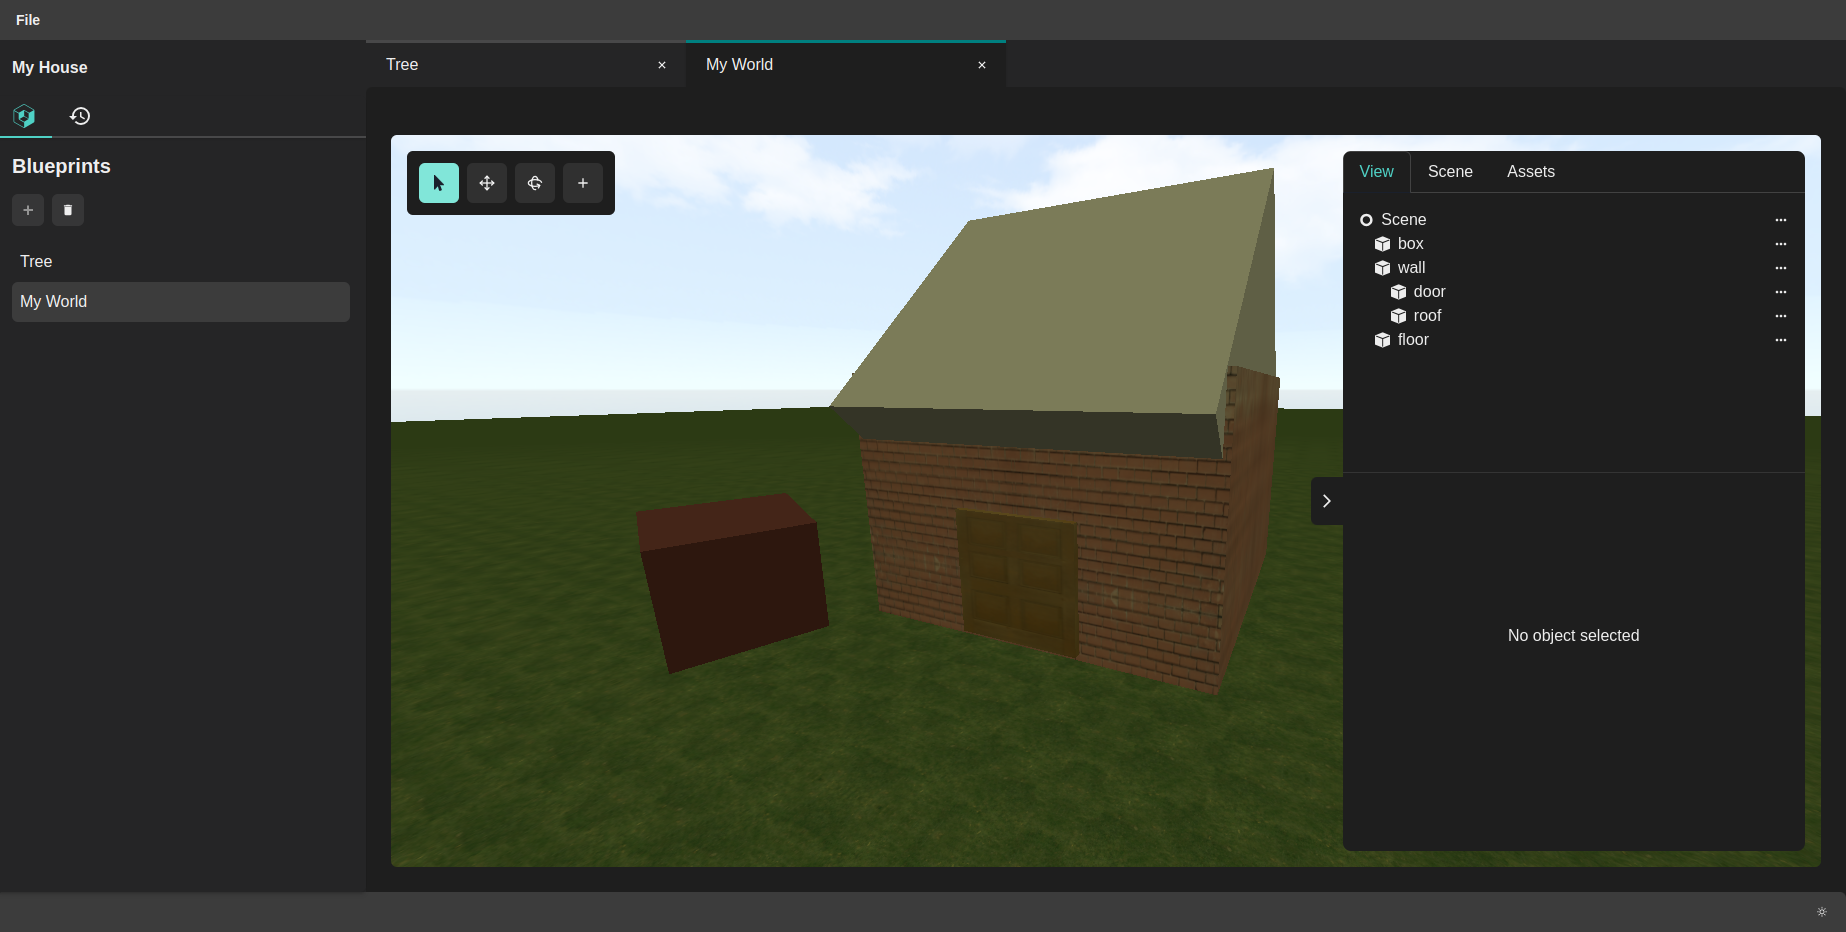 File
My House
Blueprints
Tree
My World
Tree
My World
View Scene Assets
Scene
box
wall
door
roof
floor
No object selected